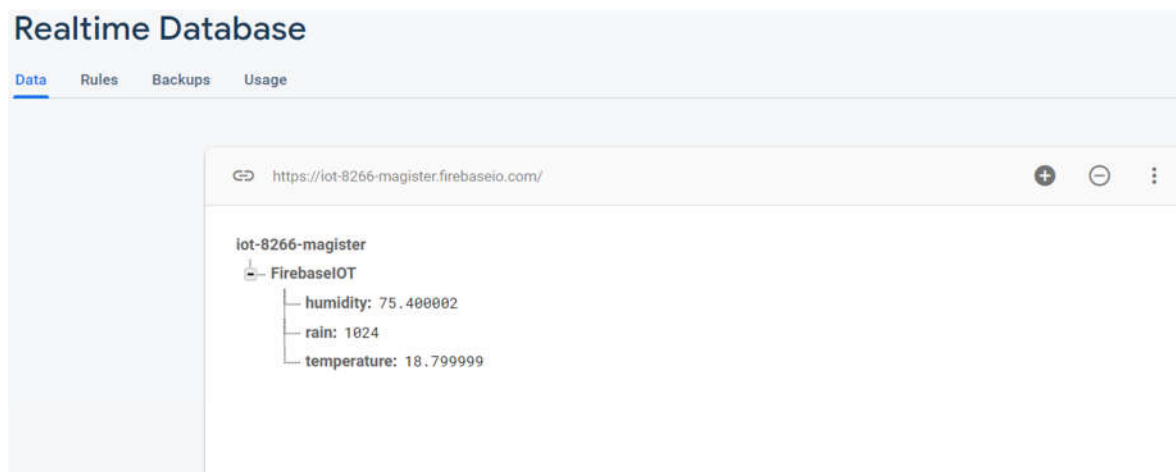 Realtime Database
Data Rules Backups Usage
https://iot-8266-magister.firebaseio.com/
iot-8266-magister
FirebaseIOT
humidity: 75.400002
rain: 1024
temperature: 18.799999